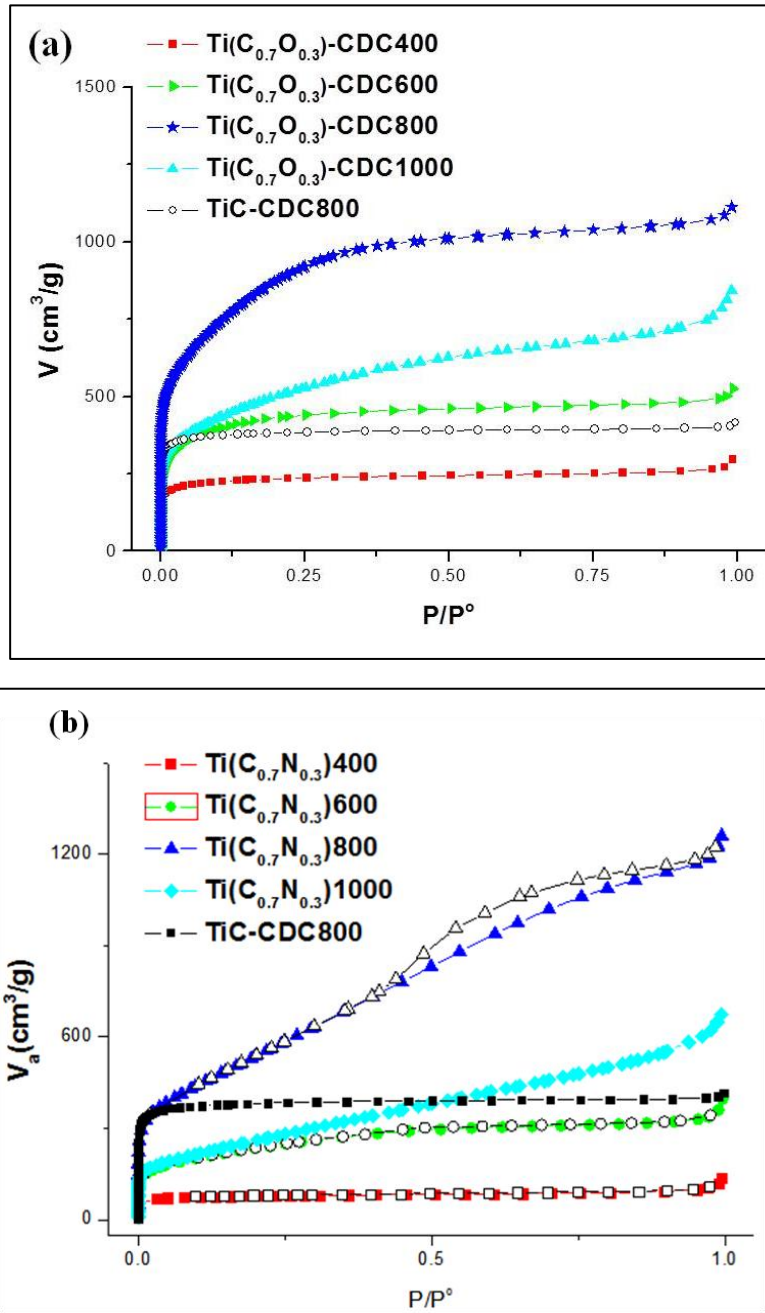 (a)
Ti(C0.7O0.3)-CDC400
Ti(C0.7O0.3)-CDC600
Ti(C0.7O0.3)-CDC800
Ti(C0.7O0.3)-CDC1000
TiC-CDC800
1500
1000
500
0
V (cm³/g)
0.00 0.25 0.50 0.75 1.00
P/P°
(b)
Ti(C0.7N0.3)400
Ti(C0.7N0.3)600
Ti(C0.7N0.3)800
Ti(C0.7N0.3)1000
TiC-CDC800
1200
600
0
Va(cm³/g)
0.0 0.5 1.0
P/P°